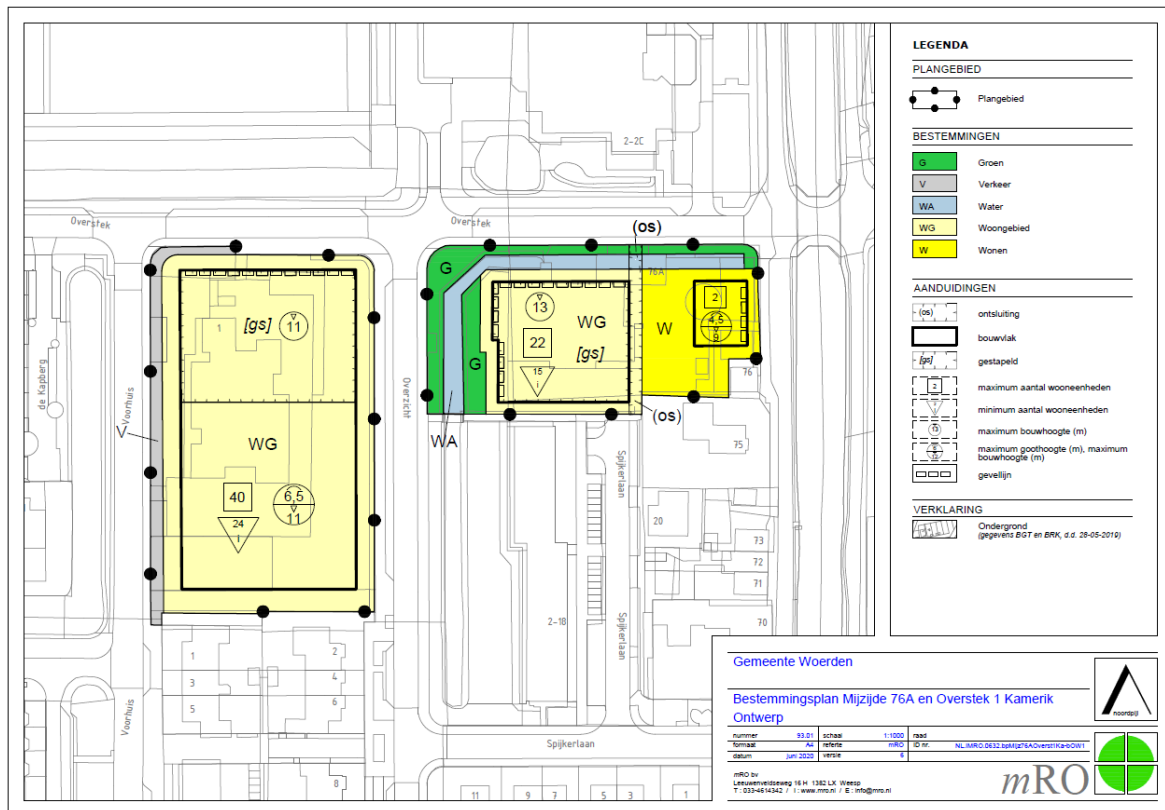 2-2C
Overstek
Overstek
(os)
G
76A
1
[gs]
11
13
WG
22
[gs]
15
i
W
2
4,5
9
G
76
de Kapberg
Voorhuis
V
Overzicht
WG
WA
(os)
75
40
6,5
11
24
i
Spijkerlaan
20
73
72
71
2-18
Spijkerlaan
70
1
2
3
4
5
6
Voorhuis
Spijkerlaan
8
11
9
7
5
3
1
LEGENDA
PLANGEBIED
Plangebied
BESTEMMINGEN
G Groen
V Verkeer
WA Water
WG Woongebied
W Wonen
AANDUIDINGEN
(os) ontsluiting
bouwvlak
[gs] gestapeld
2 maximum aantal wooneenheden
minimum aantal wooneenheden
maximum bouwhoogte (m)
maximum goothoogte (m), maximum
bouwhoogte (m)
gevellijn
VERKLARING
Ondergrond
(gegevens BGT en BRK, d.d. 28-05-2019)
Gemeente Woerden
Bestemmingsplan Mijzijde 76A en Overstek 1 Kamerik
Ontwerp
nummer 93.01 schaal 1:1000 raad
formaat A4 referte mRO ID nr. NL.IMRO.0632.bpMijz76AOverst1Ka-bOW1
datum juni 2020 versie 6
noordpijl
mRO bv
Leeuwenveldseweg 16 H 1382 LX Weesp
T : 033-4614342 / I : www.mro.nl / E : info@mro.nl
mRO